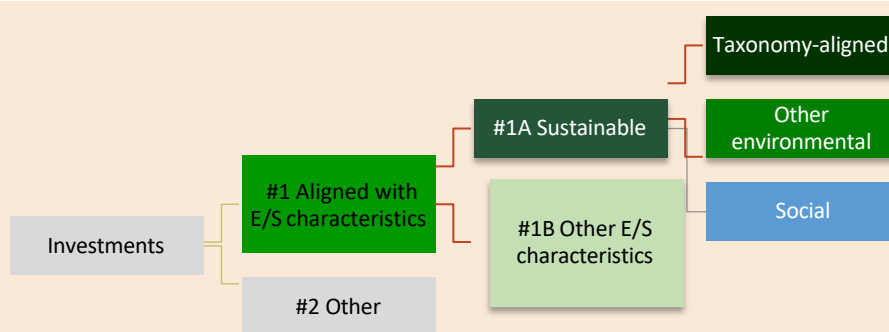 Taxonomy-aligned
#1A Sustainable
Other
environmental
#1 Aligned with
E/S characteristics
Social
#1B Other E/S
characteristics
Investments
#2 Other